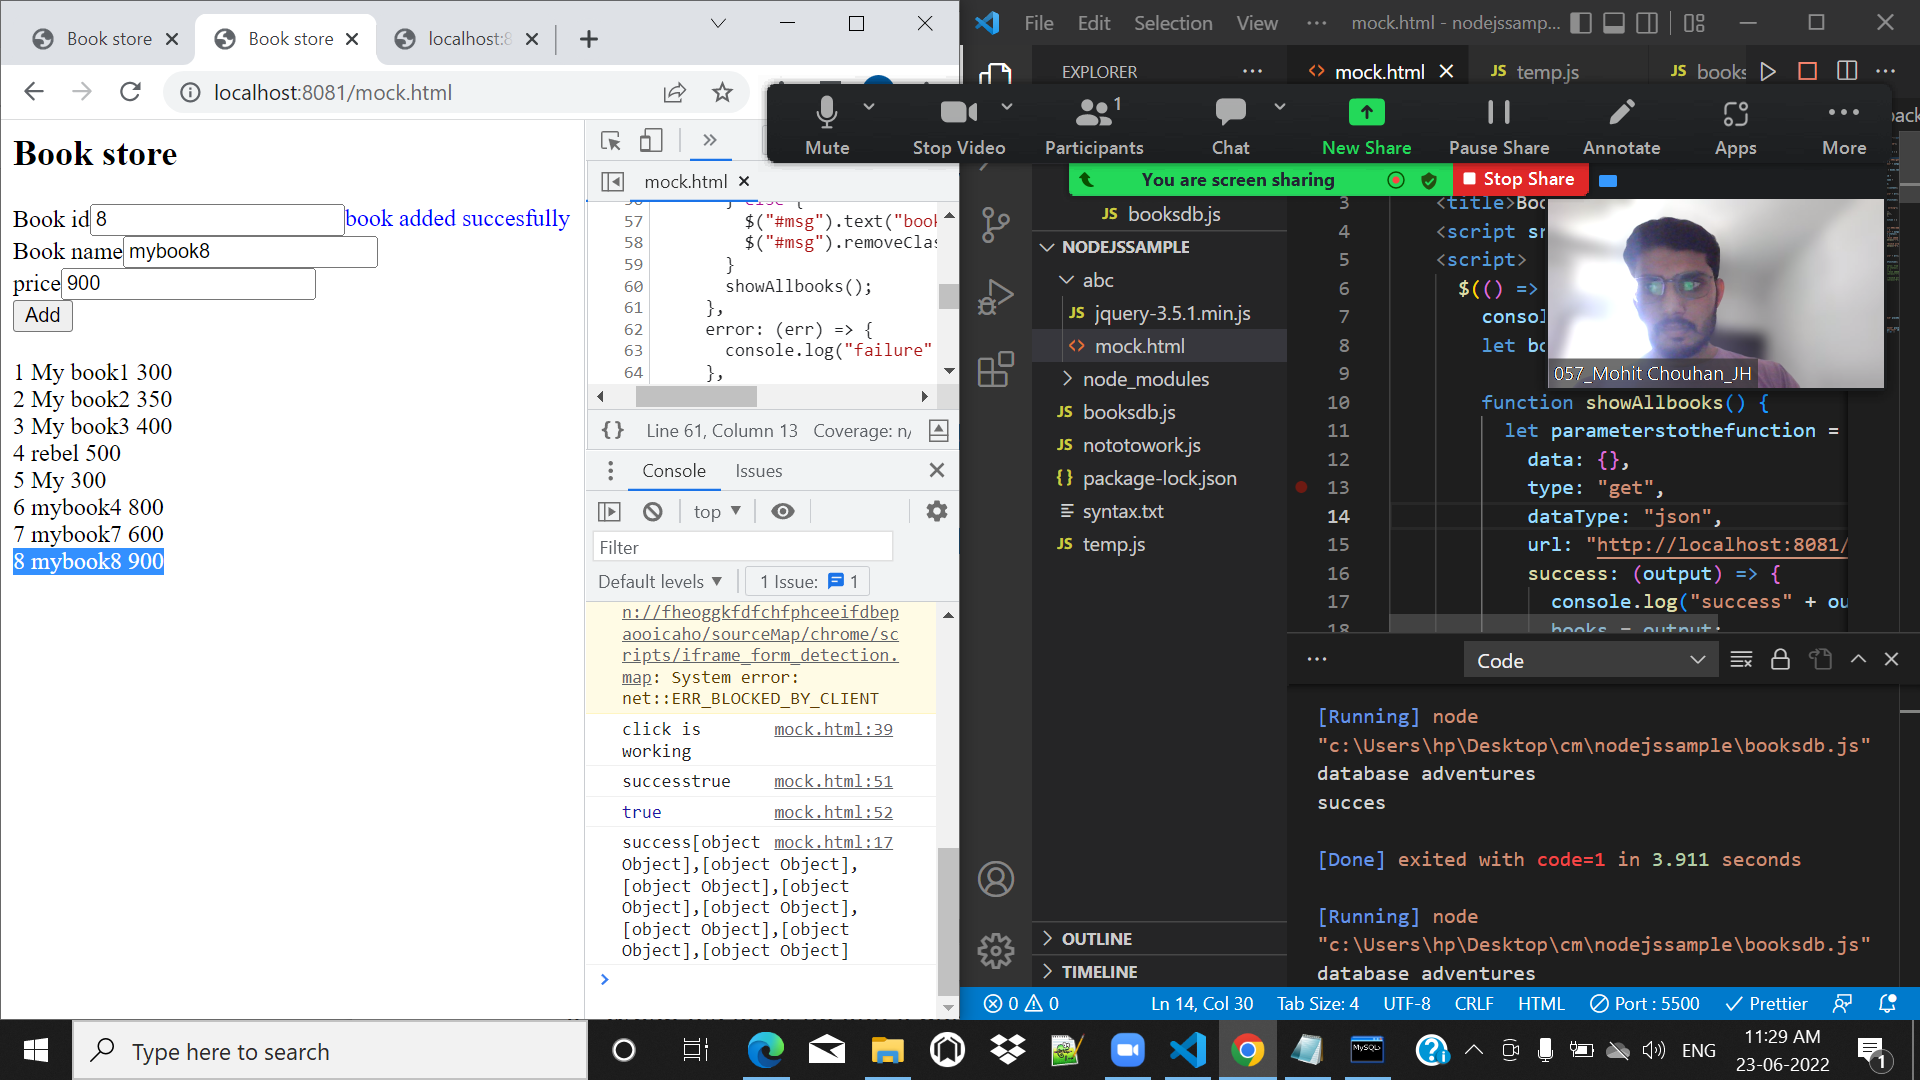 Book store
Book store
localhost:8
localhost:8081/mock.html
Book store
Book id 8 book added succesfully
Book name mybook8
price 900
Add
1 My book1 300
2 My book2 350
3 My book3 400
4 rebel 500
5 My 300
6 mybook4 800
7 mybook7 600
8 mybook8 900
mock.html
57 $("#msg").text("book
58 $("#msg").removeClas
59 }
60 showAllbooks();
61 },
62 error: (err) => {
63 console.log("failure"
64 },
Line 61, Column 13 Coverage: n/
Console Issues
top
Filter
Default levels 1 Issue: 1
n://fheoggkfdfchfphceeifdbep
aooicaho/sourceMap/chrome/sc
ripts/iframe_form_detection.
map: System error:
net::ERR_BLOCKED_BY_CLIENT
click is mock.html:39
working
successtrue mock.html:51
true mock.html:52
success[object mock.html:17
Object],[object Object],
[object Object],[object
Object],[object Object],
[object Object],[object
Object],[object Object]
File Edit Selection View mock.html - nodejssamp...
EXPLORER
mock.html
JS temp.js
JS books
Mute Stop Video Participants 1 Chat New Share Pause Share Annotate Apps More
You are screen sharing Stop Share
JS booksdb.js
NODEJSSAMPLE
abc
JS jquery-3.5.1.min.js
mock.html
node_modules
JS booksdb.js
JS nototowork.js
{} package-lock.json
syntax.txt
JS temp.js
OUTLINE
TIMELINE
3 <title>Boo
4 <script sr
5 <script>
6 $(() =>
7 consol
8 let bo
9
10 function showAllbooks() {
11 let parameterstothefunction =
12 data: {},
13 type: "get",
14 dataType: "json",
15 url: "http://localhost:8081/
16 success: (output) => {
17 console.log("success" + ou
18 books = output;
057_Mohit Chouhan_JH
Code
[Running] node
"c:\Users\hp\Desktop\cm\nodejssample\booksdb.js"
database adventures
succes
[Done] exited with code=1 in 3.911 seconds
[Running] node
"c:\Users\hp\Desktop\cm\nodejssample\booksdb.js"
database adventures
0 0 Ln 14, Col 30 Tab Size: 4 UTF-8 CRLF HTML Port : 5500 Prettier
Type here to search
MySQL
ENG
11:29 AM
23-06-2022
1